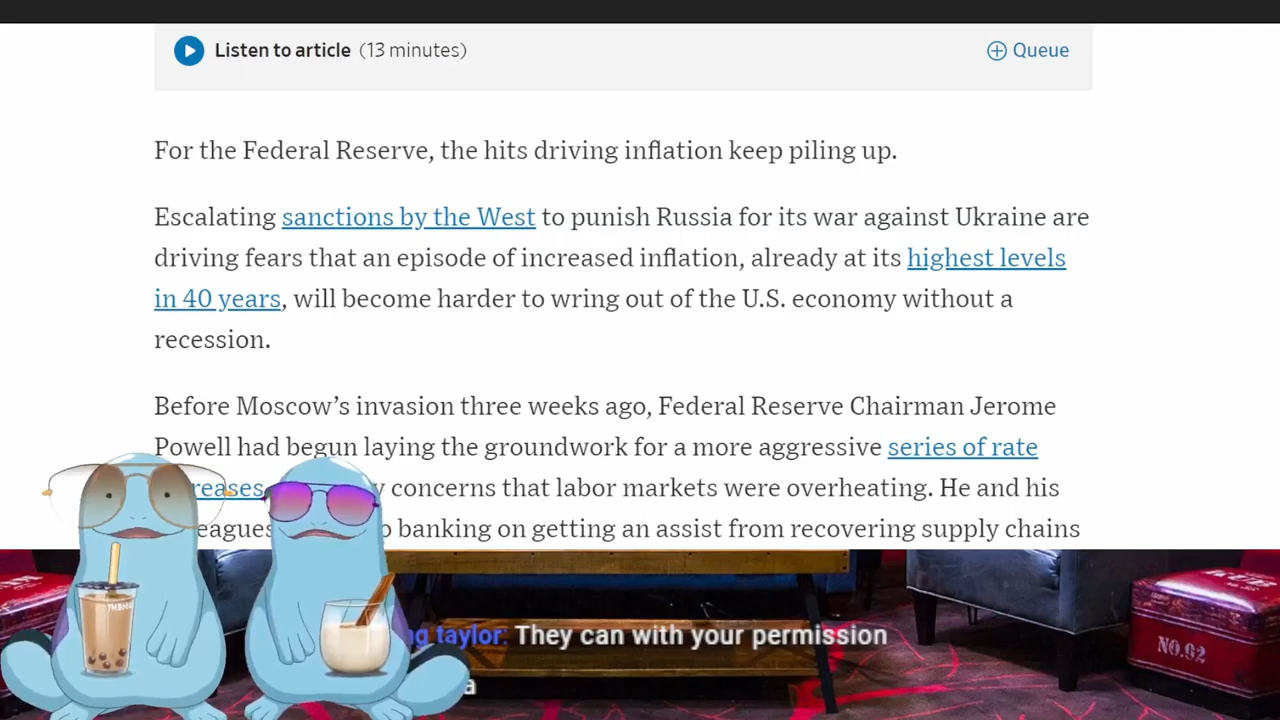 Listen to article (13 minutes)
Queue
For the Federal Reserve, the hits driving inflation keep piling up.
Escalating sanctions by the West to punish Russia for its war against Ukraine are
driving fears that an episode of increased inflation, already at its highest levels
in 40 years, will become harder to wring out of the U.S. economy without a
recession.
Before Moscow’s invasion three weeks ago, Federal Reserve Chairman Jerome
Powell had begun laying the groundwork for a more aggressive series of rate
concerns that labor markets were overheating. He and his
banking on getting an assist from recovering supply chains
taylor: They can with your permission
NO.92